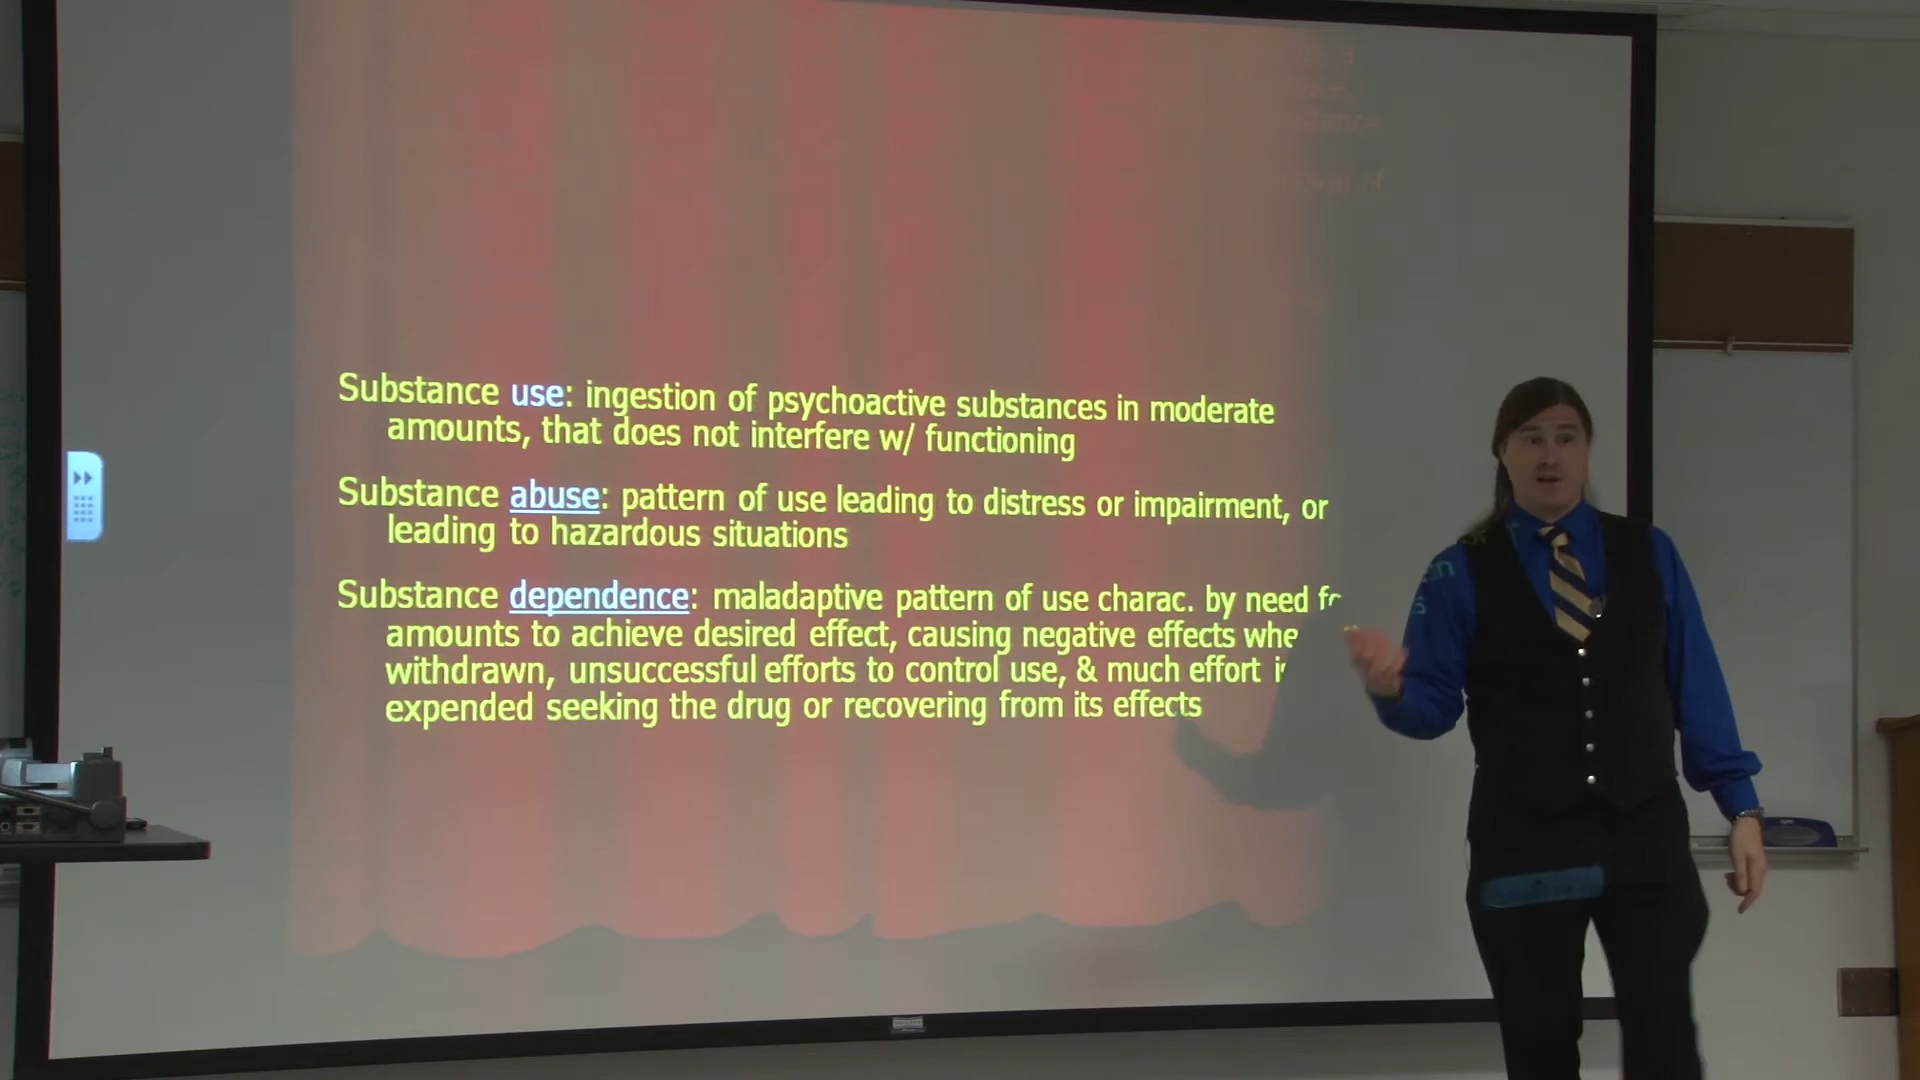 Substance use: ingestion of psychoactive substances in moderate
amounts, that does not interfere w/ functioning
Substance abuse: pattern of use leading to distress or impairment, or
leading to hazardous situations
Substance dependence: maladaptive pattern of use charac. by need
amounts to achieve desired effect, causing negative effects
withdrawn, unsuccessful efforts to control use, & much effort
expended seeking the drug or recovering from its effects